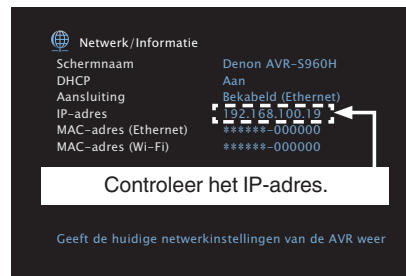 Netwerk/Informatie
Schermnaam Denon AVR-S960H
DHCP Aan
Aansluiting Bekabeld (Ethernet)
IP-adres 192.168.100.19
MAC-adres (Ethernet) ******-000000
MAC-adres (Wi-Fi) ******-000000
Controleer het IP-adres.
Geeft de huidige netwerkinstellingen van de AVR weer